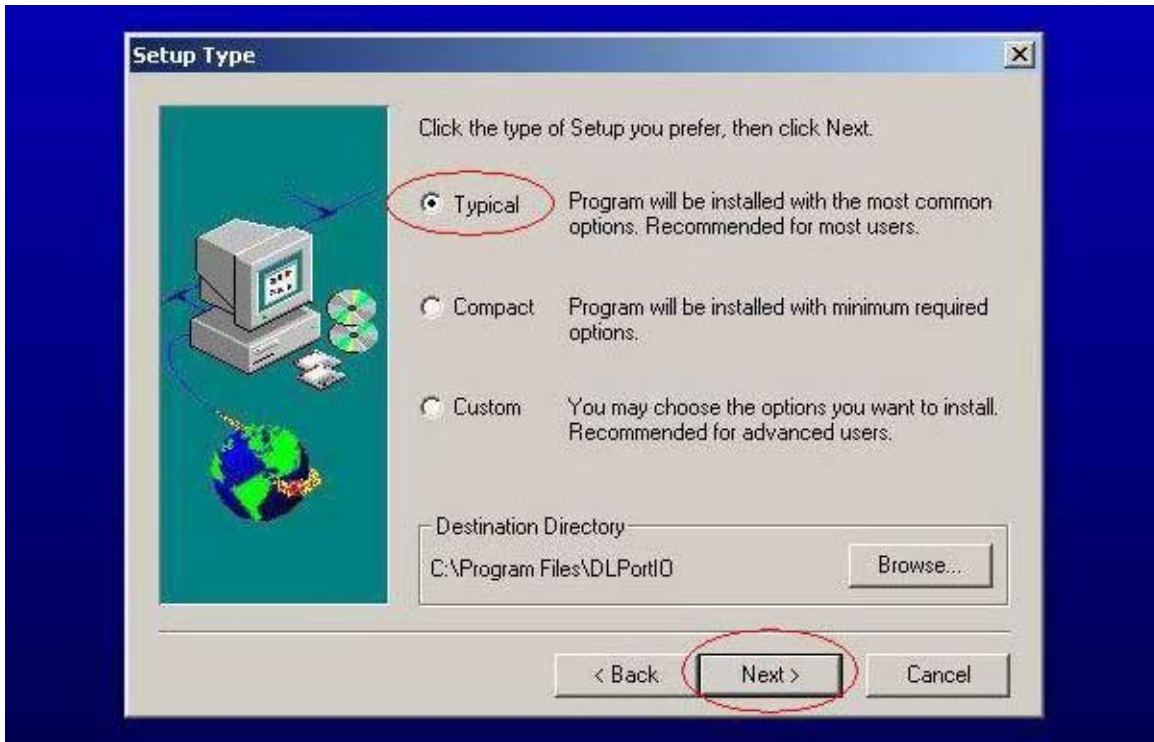 Setup Type
Click the type of Setup you prefer, then click Next.
Typical
Program will be installed with the most common
options. Recommended for most users.
Compact
Program will be installed with minimum required
options.
Custom
You may choose the options you want to install.
Recommended for advanced users.
Destination Directory
C:\Program Files\DLPortIO
Browse...
< Back
Next >
Cancel